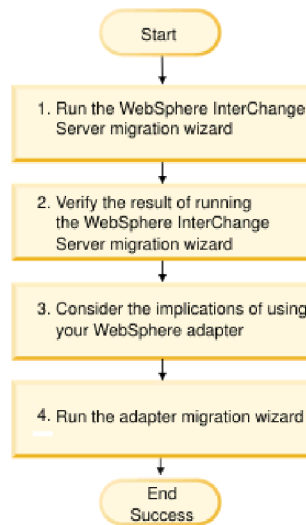 Start
1. Run the WebSphere InterChange
Server migration wizard
2. Verify the result of running
the WebSphere InterChange
Server migration wizard
3. Consider the implications of using
your WebSphere adapter
4. Run the adapter migration wizard
End
Success